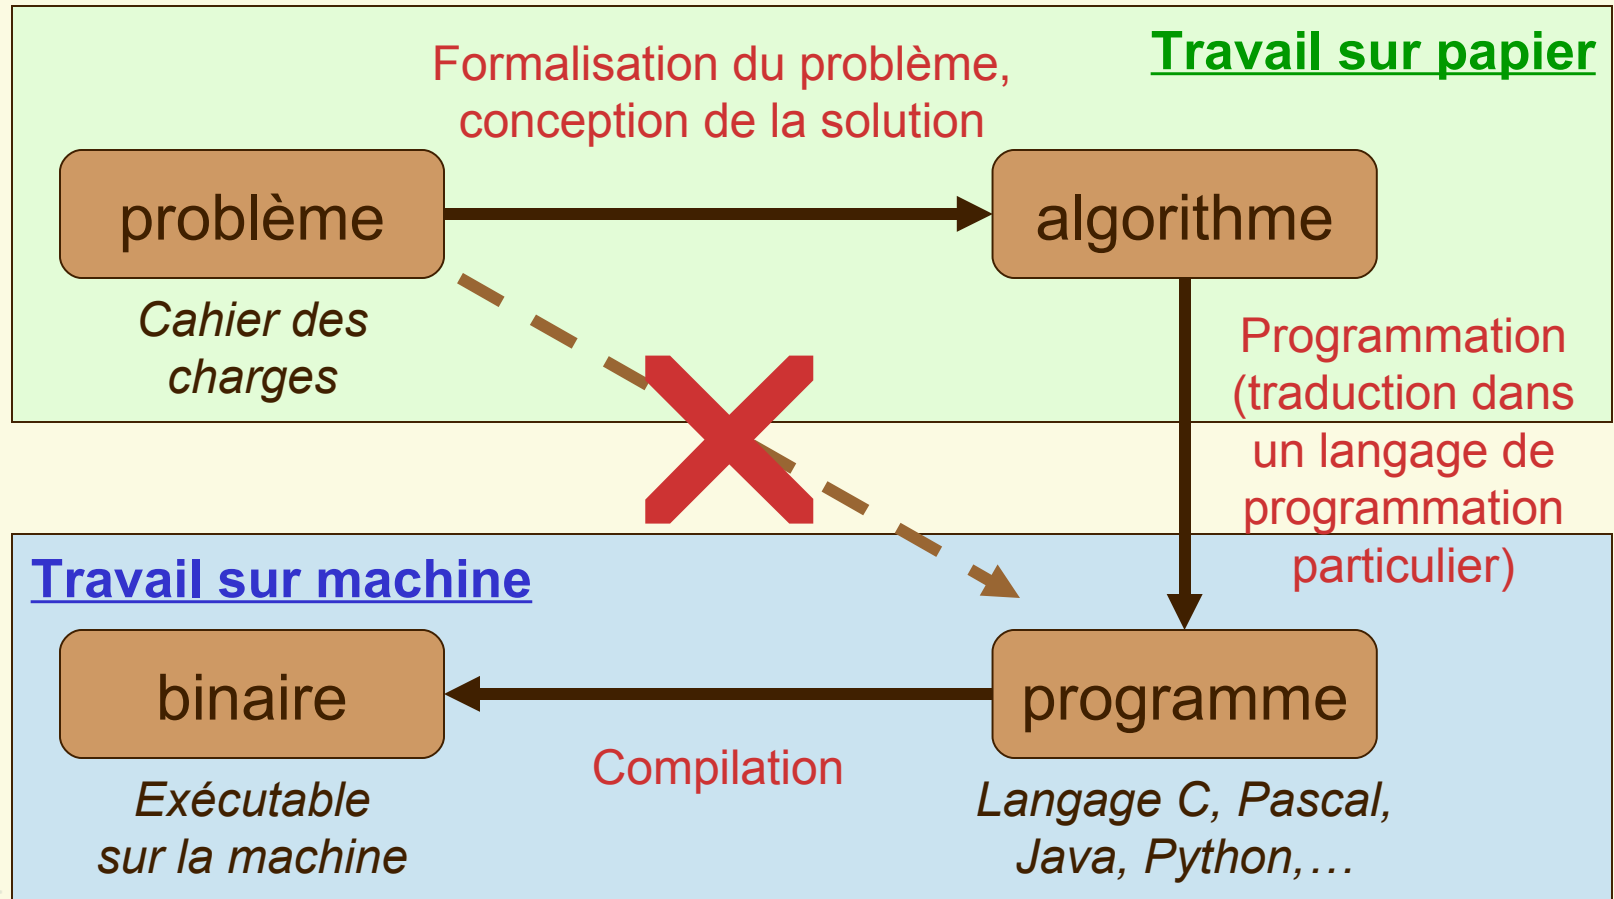 Travail sur papier
Formalisation du problème,
conception de la solution
problème
algorithme
Cahier des
charges
Programmation
(traduction dans
un langage de
programmation
particulier)
Travail sur machine
binaire
programme
Compilation
Exécutable
sur la machine
Langage C, Pascal,
Java, Python,…